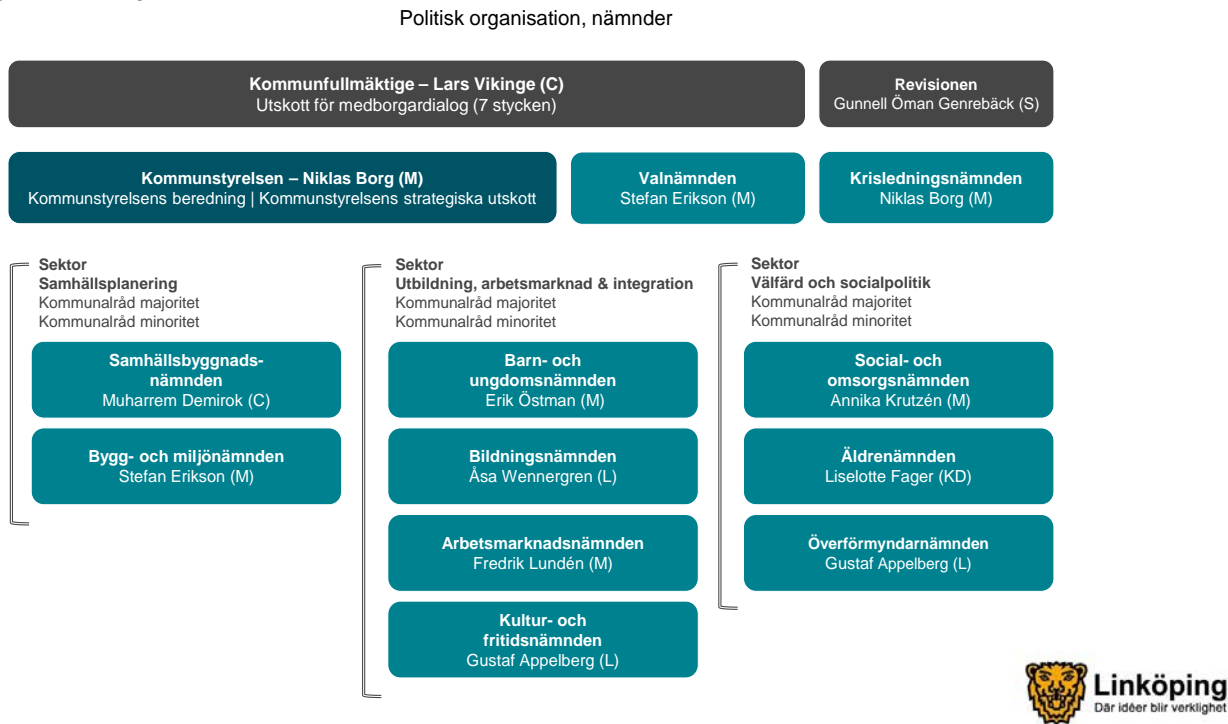 Politisk organisation, nämnder
Kommunfullmäktige – Lars Vikinge (C)
Utskott för medborgardialog (7 stycken)
Revisionen
Gunnell Öman Genrebäck (S)
Kommunstyrelsen – Niklas Borg (M)
Kommunstyrelsens beredning | Kommunstyrelsens strategiska utskott
Valnämnden
Stefan Erikson (M)
Krisledningsnämnden
Niklas Borg (M)
Sektor
Samhällsplanering
Kommunalråd majoritet
Kommunalråd minoritet
Samhällsbyggnads-
nämnden
Muharrem Demirok (C)
Bygg- och miljönämnden
Stefan Erikson (M)
Sektor
Utbildning, arbetsmarknad & integration
Kommunalråd majoritet
Kommunalråd minoritet
Barn- och
ungdomsnämnden
Erik Östman (M)
Bildningsnämnden
Åsa Wennergren (L)
Arbetsmarknadsnämnden
Fredrik Lundén (M)
Kultur- och
fritidsnämnden
Gustaf Appelberg (L)
Sektor
Välfärd och socialpolitik
Kommunalråd majoritet
Kommunalråd minoritet
Social- och
omsorgsnämnden
Annika Krutzén (M)
Äldrenämnden
Liselotte Fager (KD)
Överförmyndarnämnden
Gustaf Appelberg (L)
Linköping
Där idéer blir verklighet